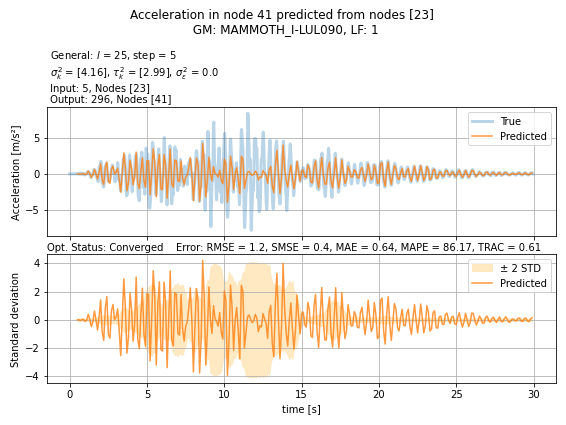 Acceleration in node 41 predicted from nodes [23]
GM: MAMMOTH_I-LUL090, LF: 1
General: l = 25, step = 5
σ²ₖ = [4.16], τ²ₖ = [2.99], σ²ε = 0.0
Input: 5, Nodes [23]
Output: 296, Nodes [41]
Acceleration [m/s²]
5
0
−5
True
Predicted
Opt. Status: Converged    Error: RMSE = 1.2, SMSE = 0.4, MAE = 0.64, MAPE = 86.17, TRAC = 0.61
Standard deviation
4
2
0
−2
−4
± 2 STD
Predicted
0 5 10 15 20 25 30
time [s]